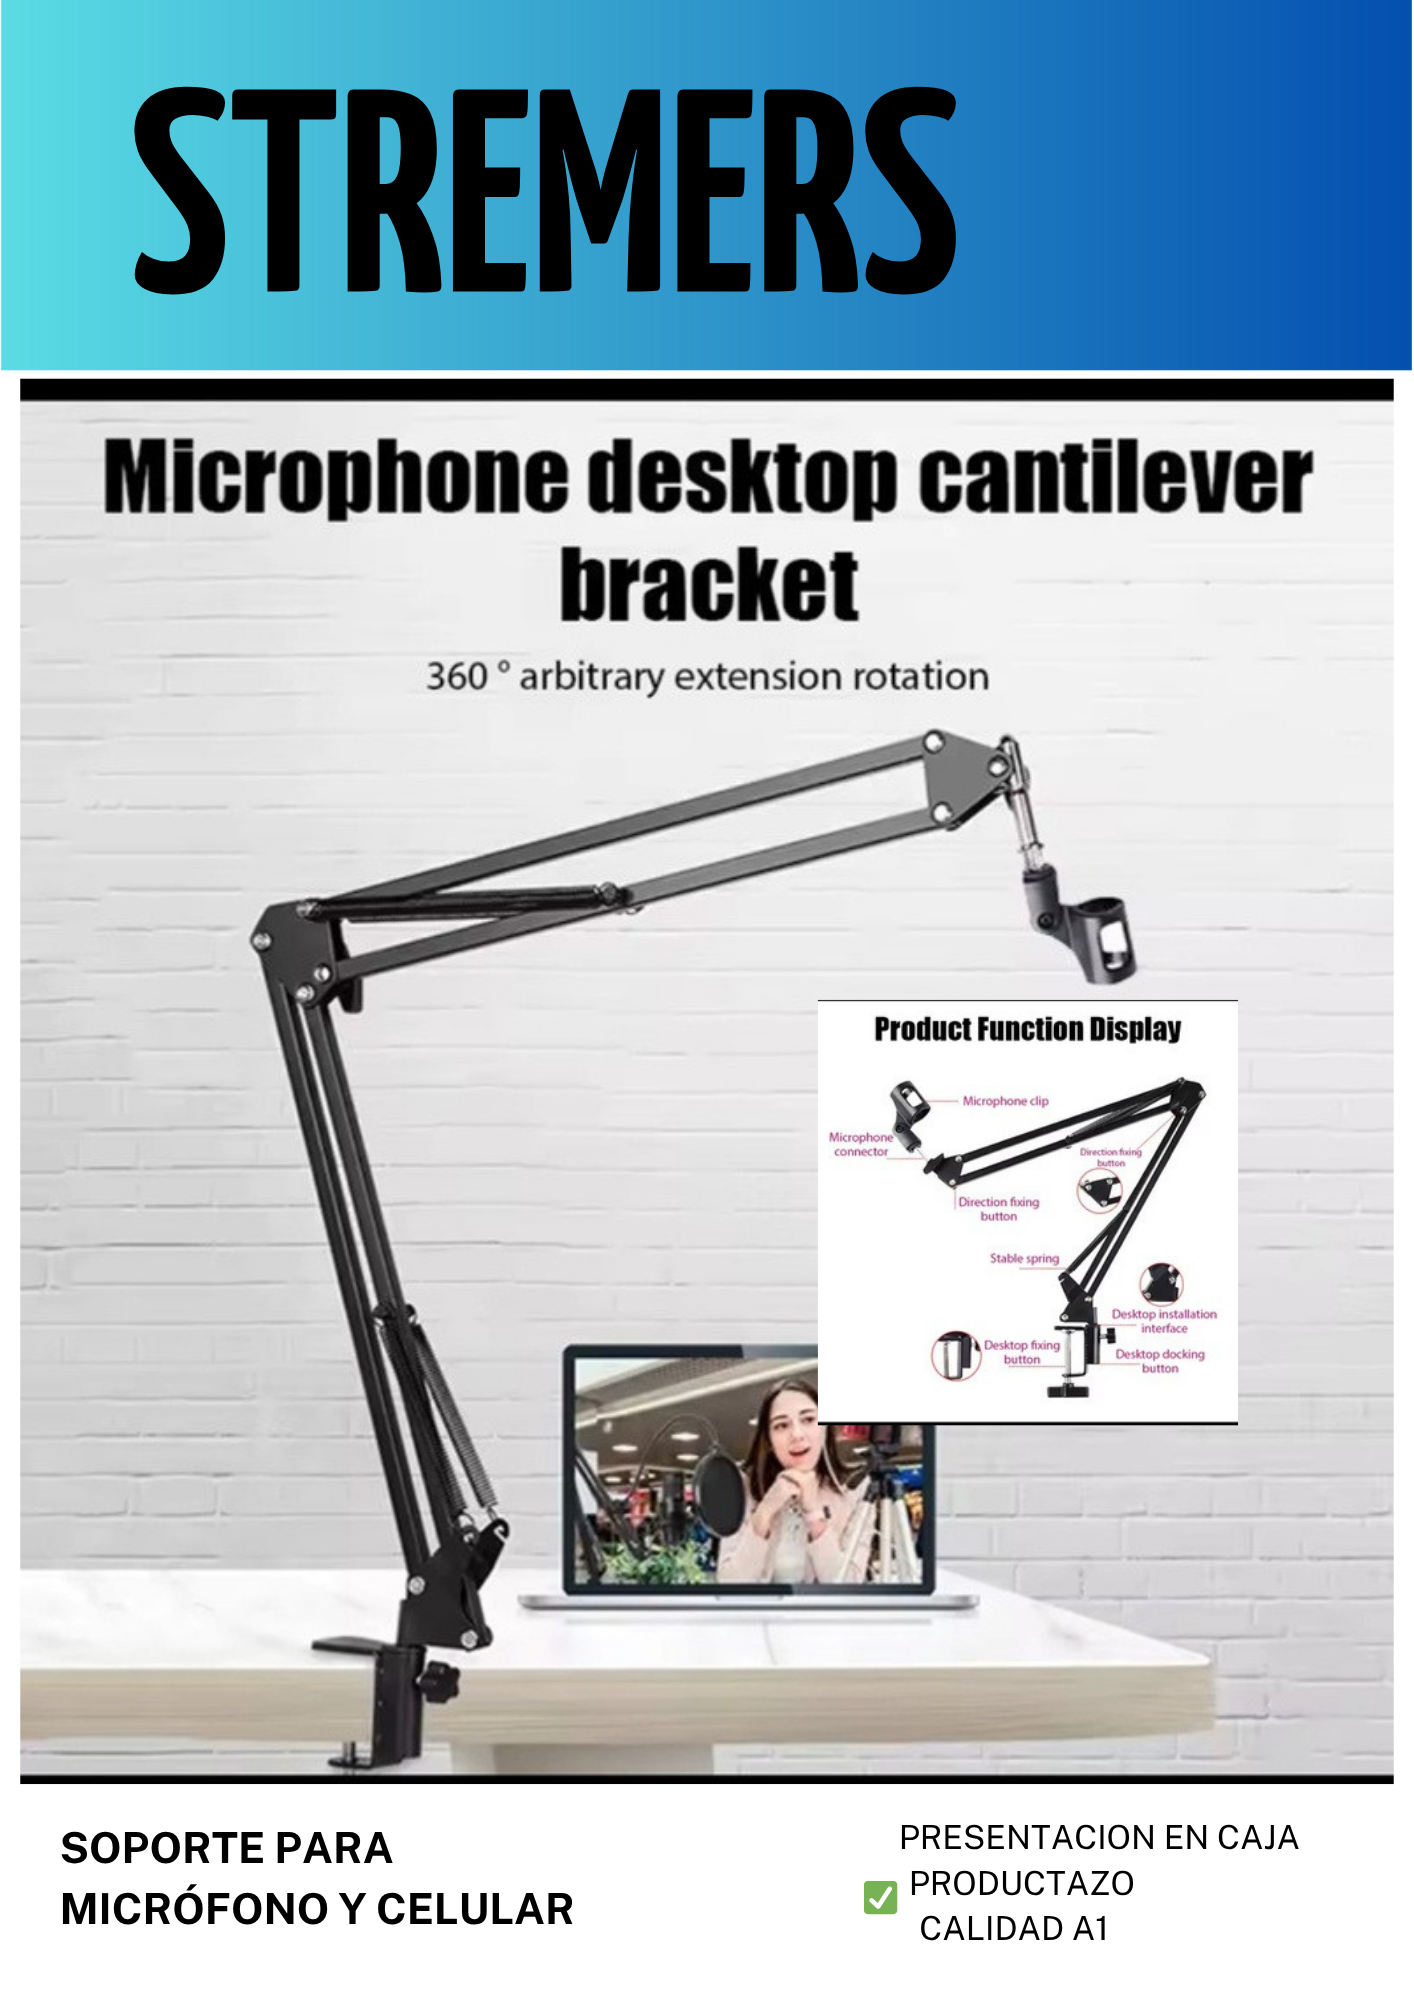 STREMERS
Microphone desktop cantilever
bracket
360 ° arbitrary extension rotation
Product Function Display
Microphone clip
Microphone
connector
Direction fixing
button
Direction fixing
button
Stable spring
Desktop installation
interface
Desktop fixing
button
Desktop docking
button
SOPORTE PARA
MICRÓFONO Y CELULAR
PRESENTACION EN CAJA
✅ PRODUCTAZO
CALIDAD A1